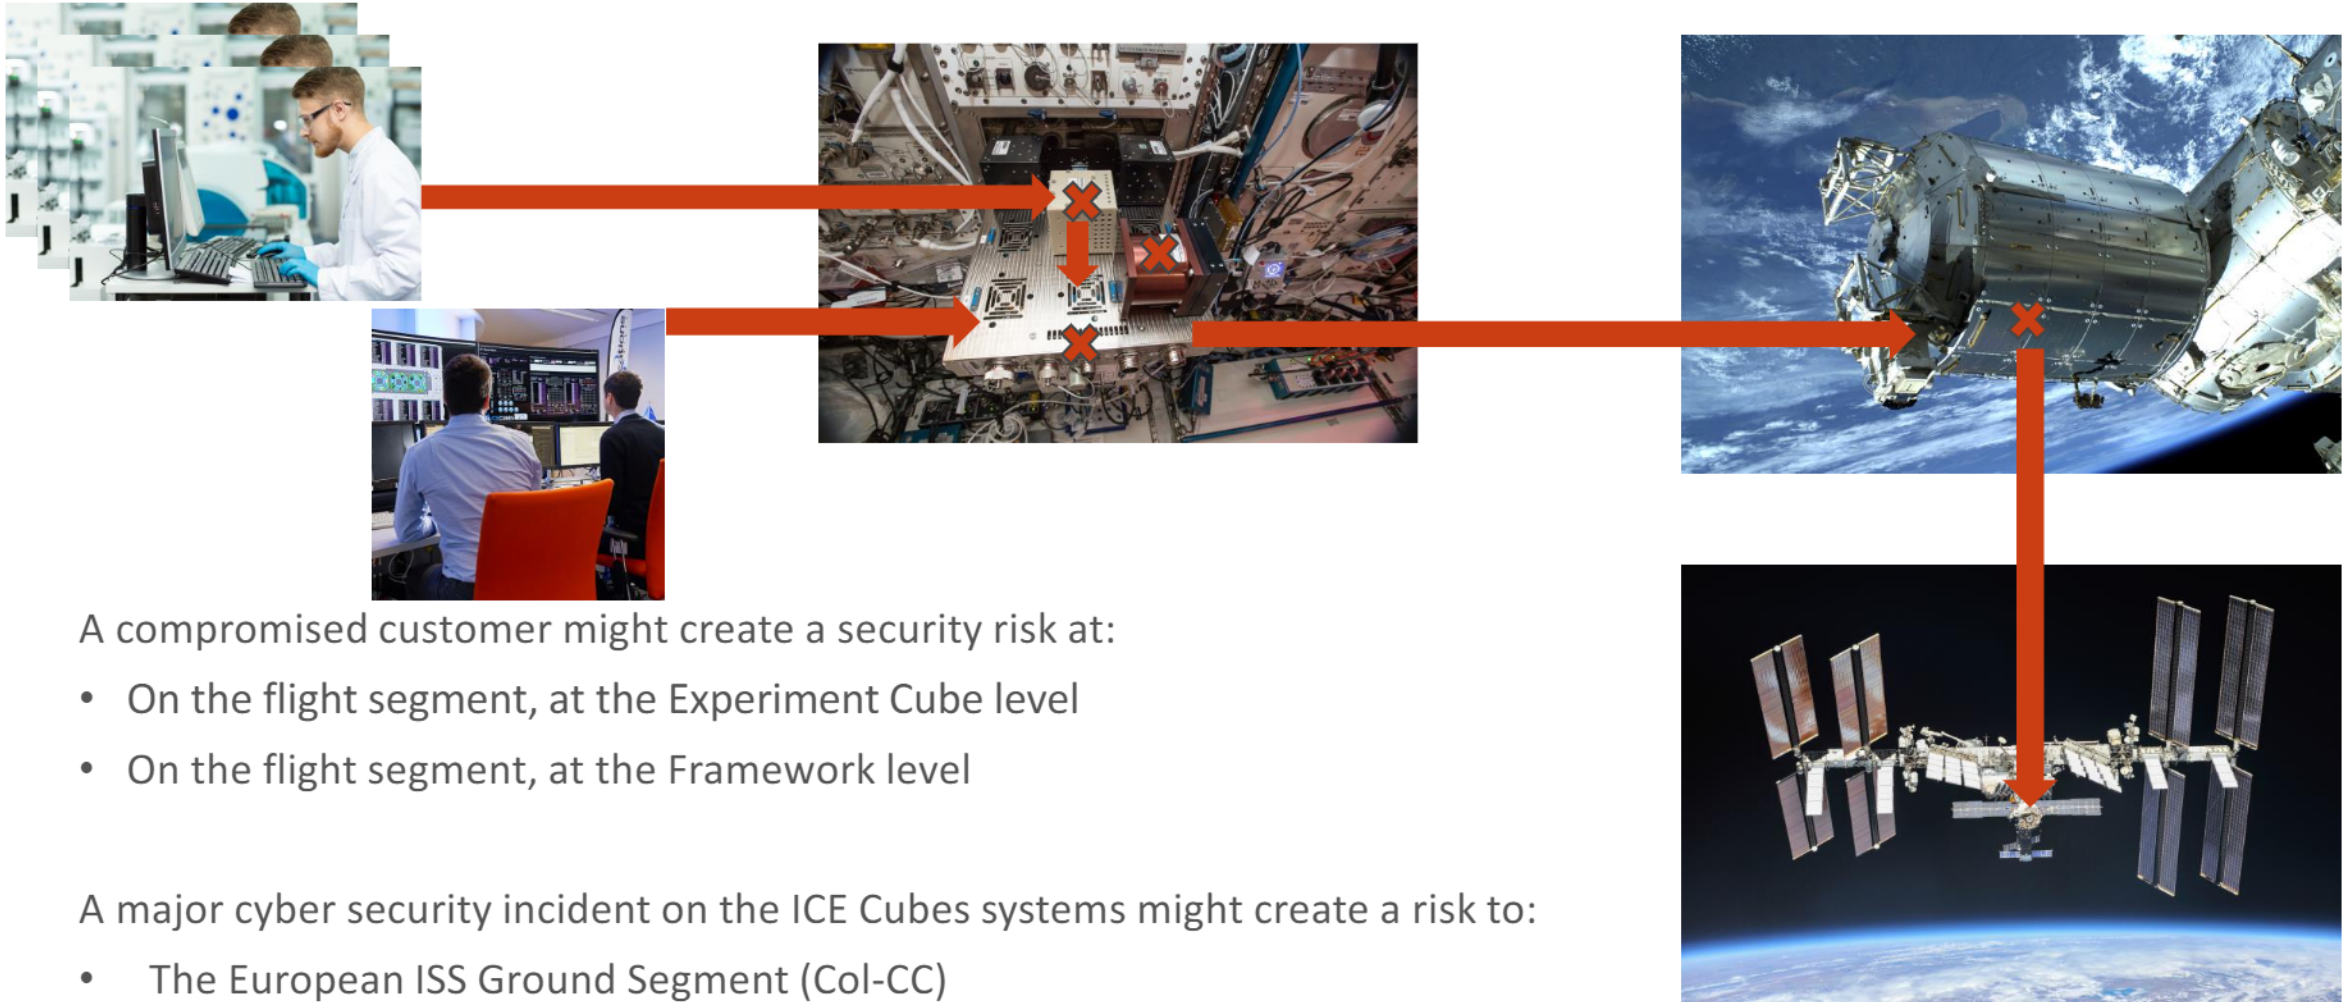 A compromised customer might create a security risk at:
• On the flight segment, at the Experiment Cube level
• On the flight segment, at the Framework level
A major cyber security incident on the ICE Cubes systems might create a risk to:
• The European ISS Ground Segment (Col-CC)